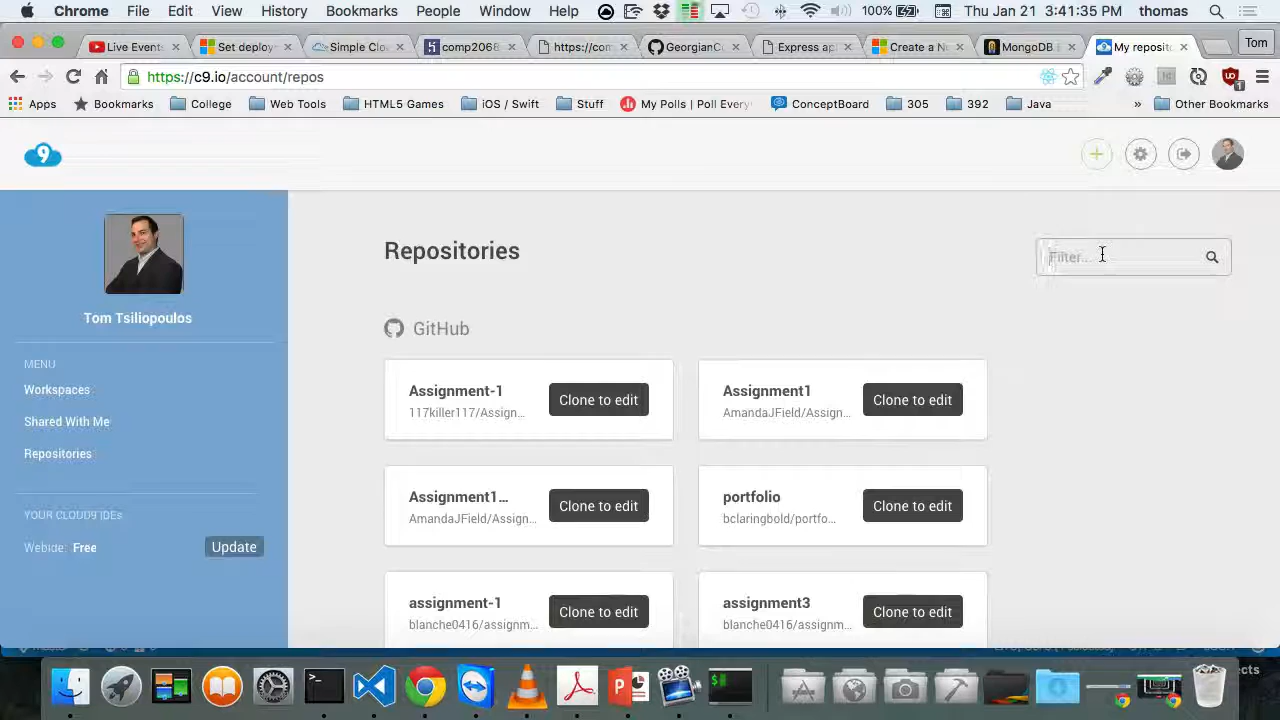 Chrome File Edit View History Bookmarks People Window Help 100% Thu Jan 21 3:41:35 PM thomas
Live Event Set deploy Simple Clo comp2068 https://com GeorgianC Express ap Create a N MongoDB My reposit Tom
https://c9.io/account/repos
Apps Bookmarks College Web Tools HTML5 Games iOS / Swift Stuff My Polls | Poll Every ConceptBoard 305 392 Java » Other Bookmarks
9
Repositories
Filter...
Tom Tsiliopoulos
GitHub
MENU
Workspaces
Shared With Me
Repositories
YOUR CLOUD9 IDEs
Webide: Free Update
Assignment-1
117killer117/Assign...
Clone to edit
Assignment1
AmandaJField/Assign...
Clone to edit
Assignment1...
AmandaJField/Assign...
Clone to edit
portfolio
bclaringbold/portfo...
Clone to edit
assignment-1
blanche0416/assignm...
Clone to edit
assignment3
blanche0416/assignm...
Clone to edit